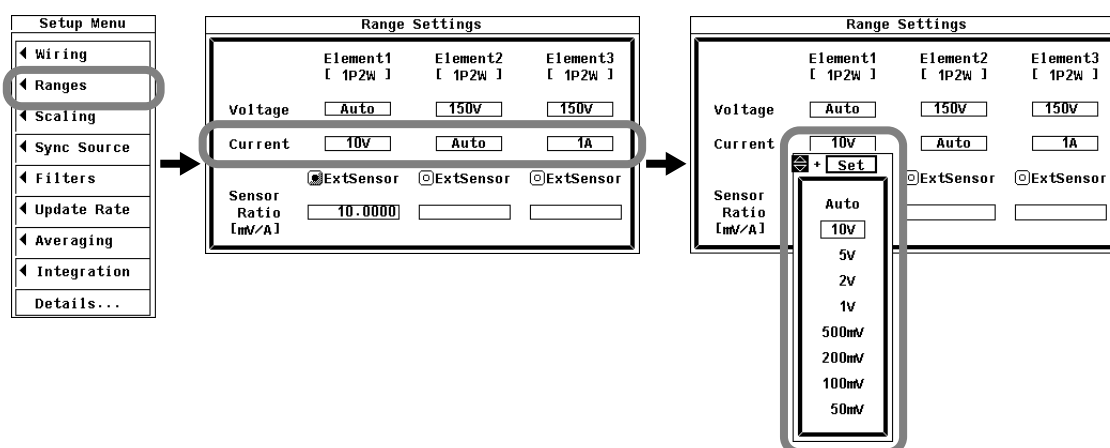 Setup Menu
Wiring
Ranges
Scaling
Sync Source
Filters
Update Rate
Averaging
Integration
Details...
Range Settings
Element1 Element2 Element3
[ 1P2W ] [ 1P2W ] [ 1P2W ]
Voltage Auto 150V 150V
Current 10V Auto 1A
ExtSensor ExtSensor ExtSensor
Sensor
Ratio 10.0000
[mV/A]
Range Settings
Element1 Element2 Element3
[ 1P2W ] [ 1P2W ] [ 1P2W ]
Voltage Auto 150V 150V
Current 10V Auto 1A
+ Set
ExtSensor ExtSensor
Sensor
Ratio
[mV/A]
Auto
10V
5V
2V
1V
500mV
200mV
100mV
50mV